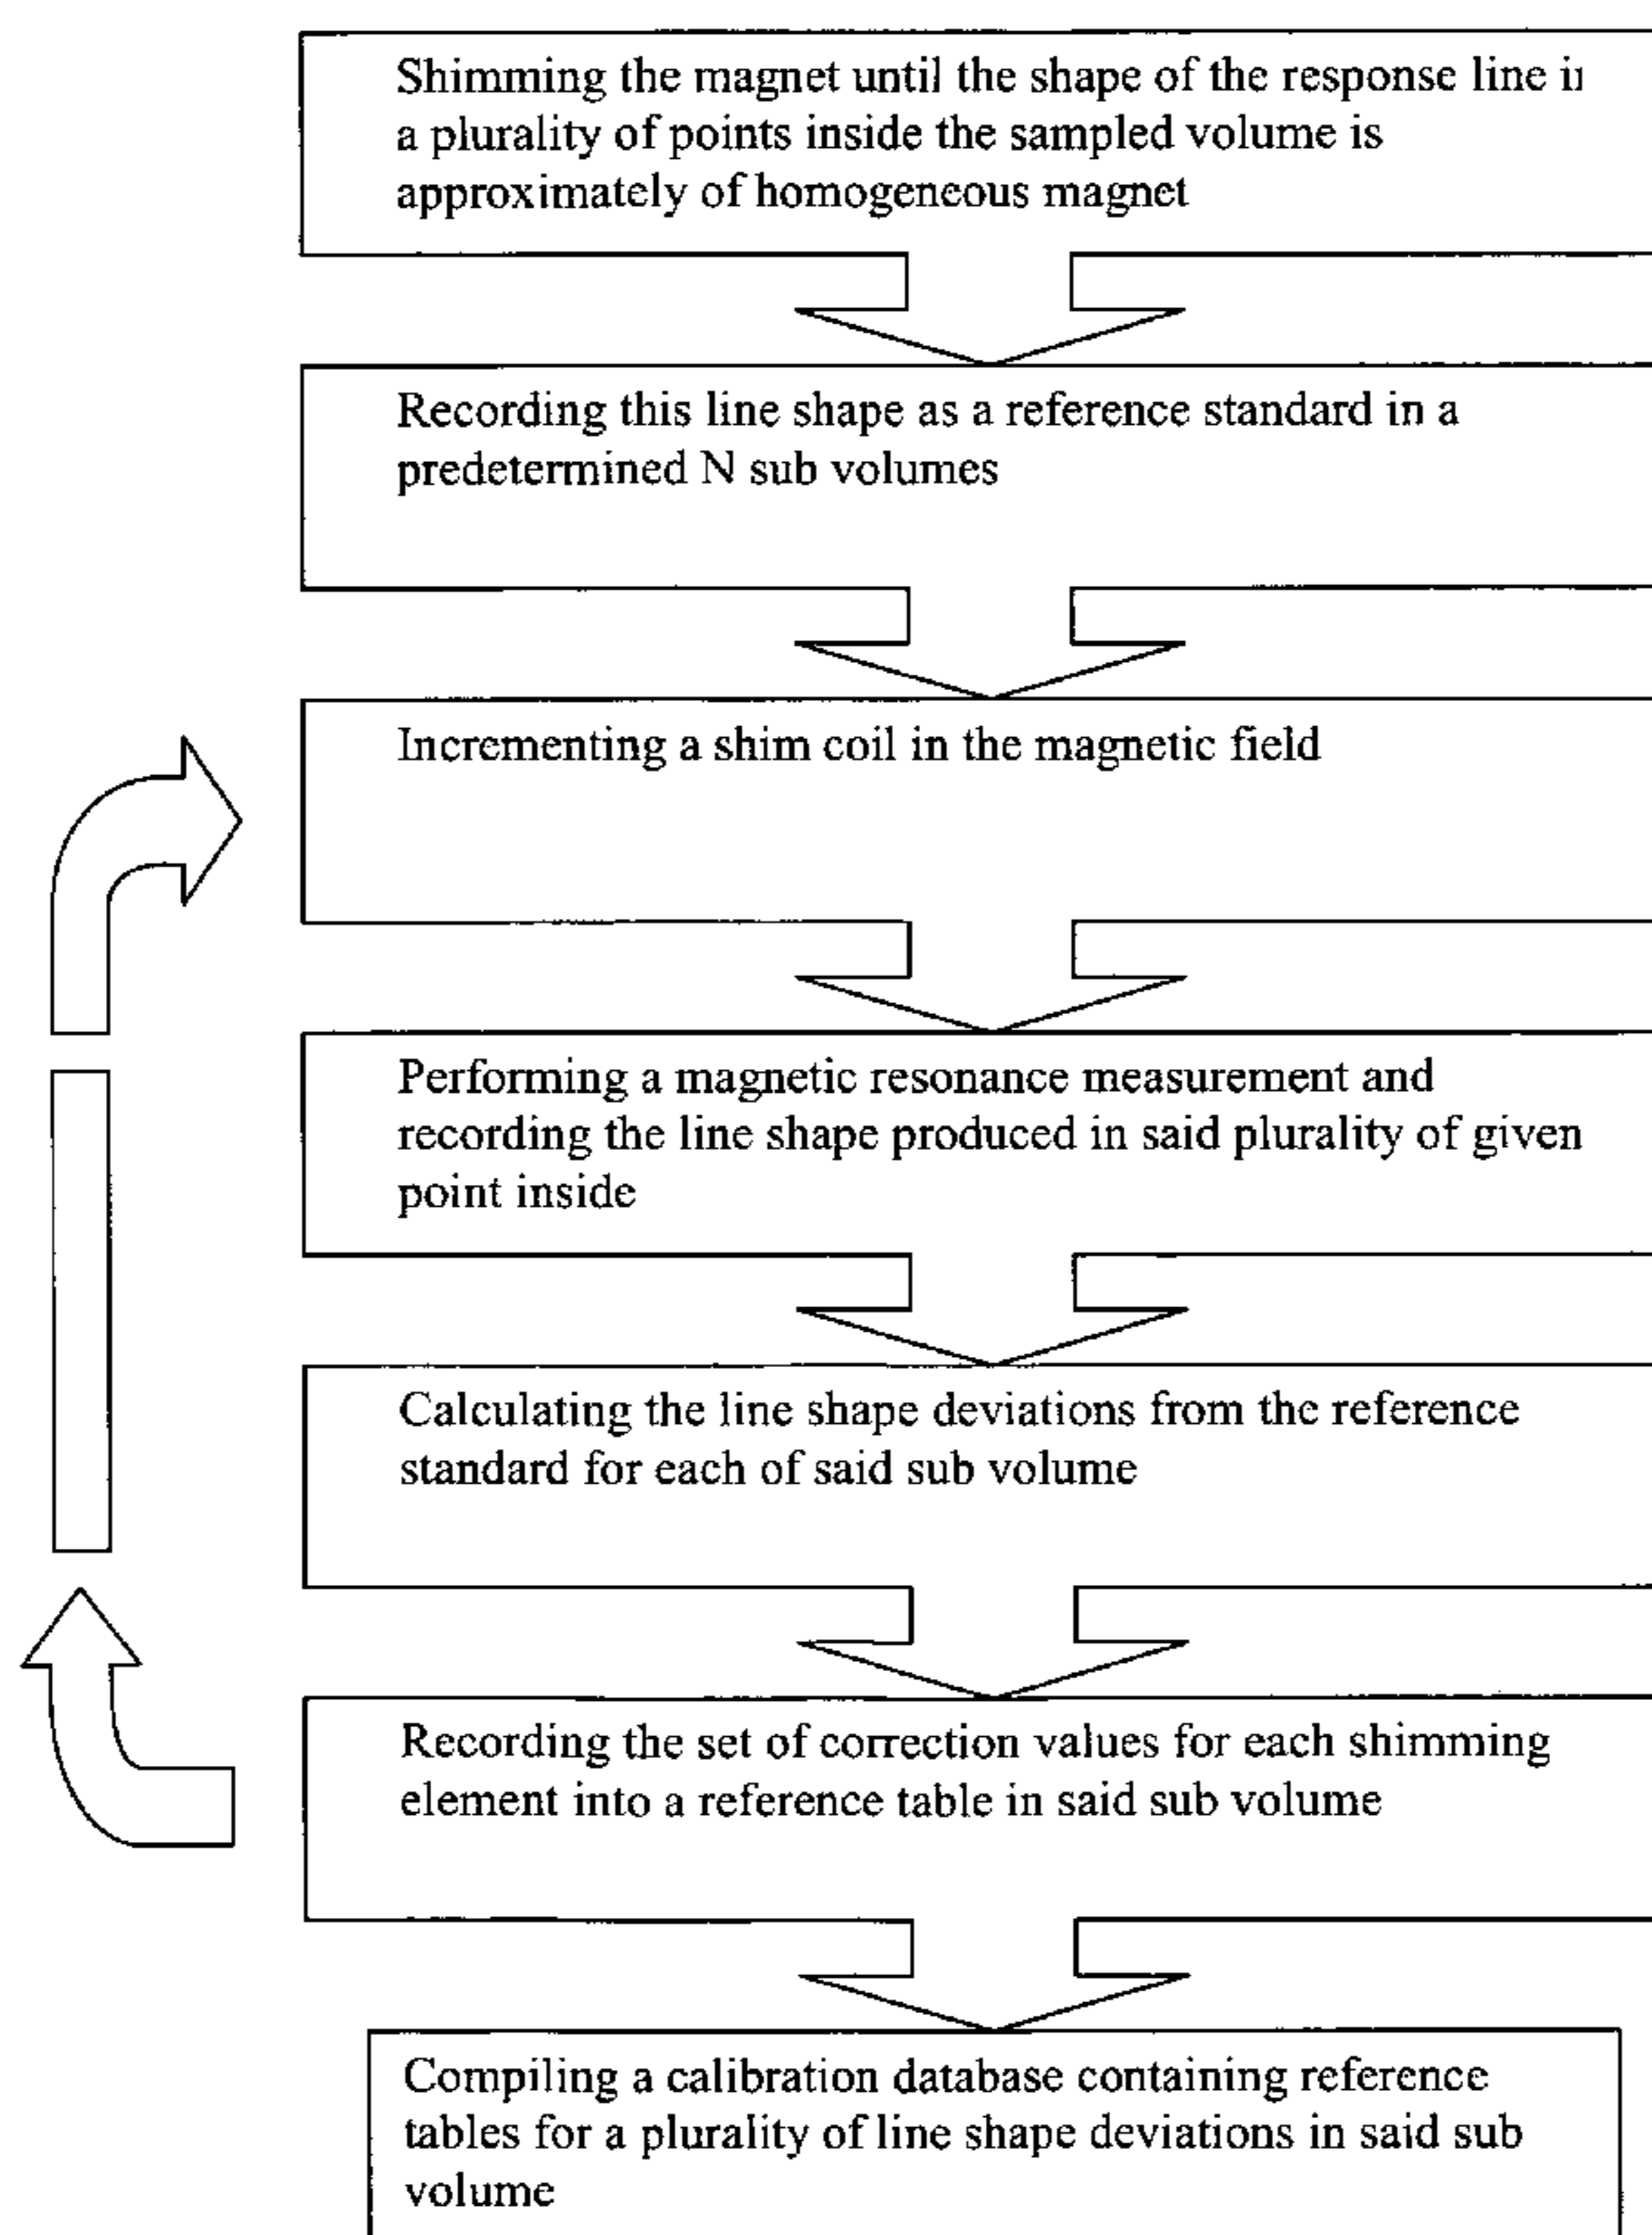 Shimming the magnet until the shape of the response line
a plurality of points inside the sampled volume is
approximately of homogeneous magnet
Recording this line shape as a reference standard in a
predetermined N sub volumes
Incrementing a shim coil in the magnetic field
Performing a magnetic resonance measurement and
recording the line shape produced in said plurality of given
point inside
Calculating the line shape deviations from the reference
standard for each of said sub volume
Recording the set of correction values for each shimming
element into a reference table in said sub volume
Compiling a calibration database containing reference
tables for a plurality of line shape deviations in said sub
volume